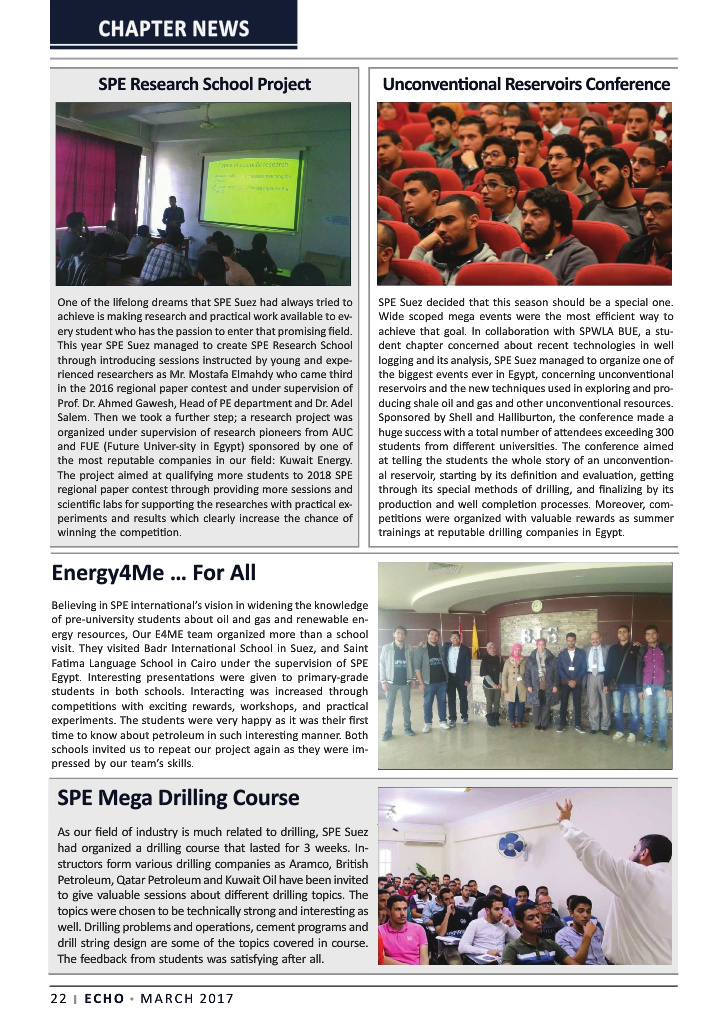 CHAPTER NEWS
SPE Research School Project
One of the lifelong dreams that SPE Suez had always tried to
achieve is making research and practical work available to ev-
ery student who has the passion to enter that promising field.
This year SPE Suez managed to create SPE Research School
through introducing sessions instructed by young and expe-
rienced researchers as Mr. Mostafa Elmahdy who came third
in the 2016 regional paper contest and under supervision of
Prof. Dr. Ahmed Gawesh, Head of PE department and Dr. Adel
Salem. Then we took a further step; a research project was
organized under supervision of research pioneers from AUC
and FUE (Future Univer-sity in Egypt) sponsored by one of
the most reputable companies in our field: Kuwait Energy.
The project aimed at qualifying more students to 2018 SPE
regional paper contest through providing more sessions and
scientific labs for supporting the researches with practical ex-
periments and results which clearly increase the chance of
winning the competition.
Unconventional Reservoirs Conference
SPE Suez decided that this season should be a special one.
Wide scoped mega events were the most efficient way to
achieve that goal. In collaboration with SPWLA BUE, a stu-
dent chapter concerned about recent technologies in well
logging and its analysis, SPE Suez managed to organize one of
the biggest events ever in Egypt, concerning unconventional
reservoirs and the new techniques used in exploring and pro-
ducing shale oil and gas and other unconventional resources.
Sponsored by Shell and Halliburton, the conference made a
huge success with a total number of attendees exceeding 300
students from different universities. The conference aimed
at telling the students the whole story of an unconvention-
al reservoir, starting by its definition and evaluation, getting
through its special methods of drilling, and finalizing by its
production and well completion processes. Moreover, com-
petitions were organized with valuable rewards as summer
trainings at reputable drilling companies in Egypt.
Energy4Me … For All
Believing in SPE international's vision in widening the knowledge
of pre-university students about oil and gas and renewable en-
ergy resources, Our E4ME team organized more than a school
visit. They visited Badr International School in Suez, and Saint
Fatima Language School in Cairo under the supervision of SPE
Egypt. Interesting presentations were given to primary-grade
students in both schools. Interacting was increased through
competitions with exciting rewards, workshops, and practical
experiments. The students were very happy as it was their first
time to know about petroleum in such interesting manner. Both
schools invited us to repeat our project again as they were im-
pressed by our team's skills.
SPE Mega Drilling Course
As our field of industry is much related to drilling, SPE Suez
had organized a drilling course that lasted for 3 weeks. In-
structors form various drilling companies as Aramco, British
Petroleum, Qatar Petroleum and Kuwait Oil have been invited
to give valuable sessions about different drilling topics. The
topics were chosen to be technically strong and interesting as
well. Drilling problems and operations, cement programs and
drill string design are some of the topics covered in course.
The feedback from students was satisfying after all.
22 | ECHO • MARCH 2017